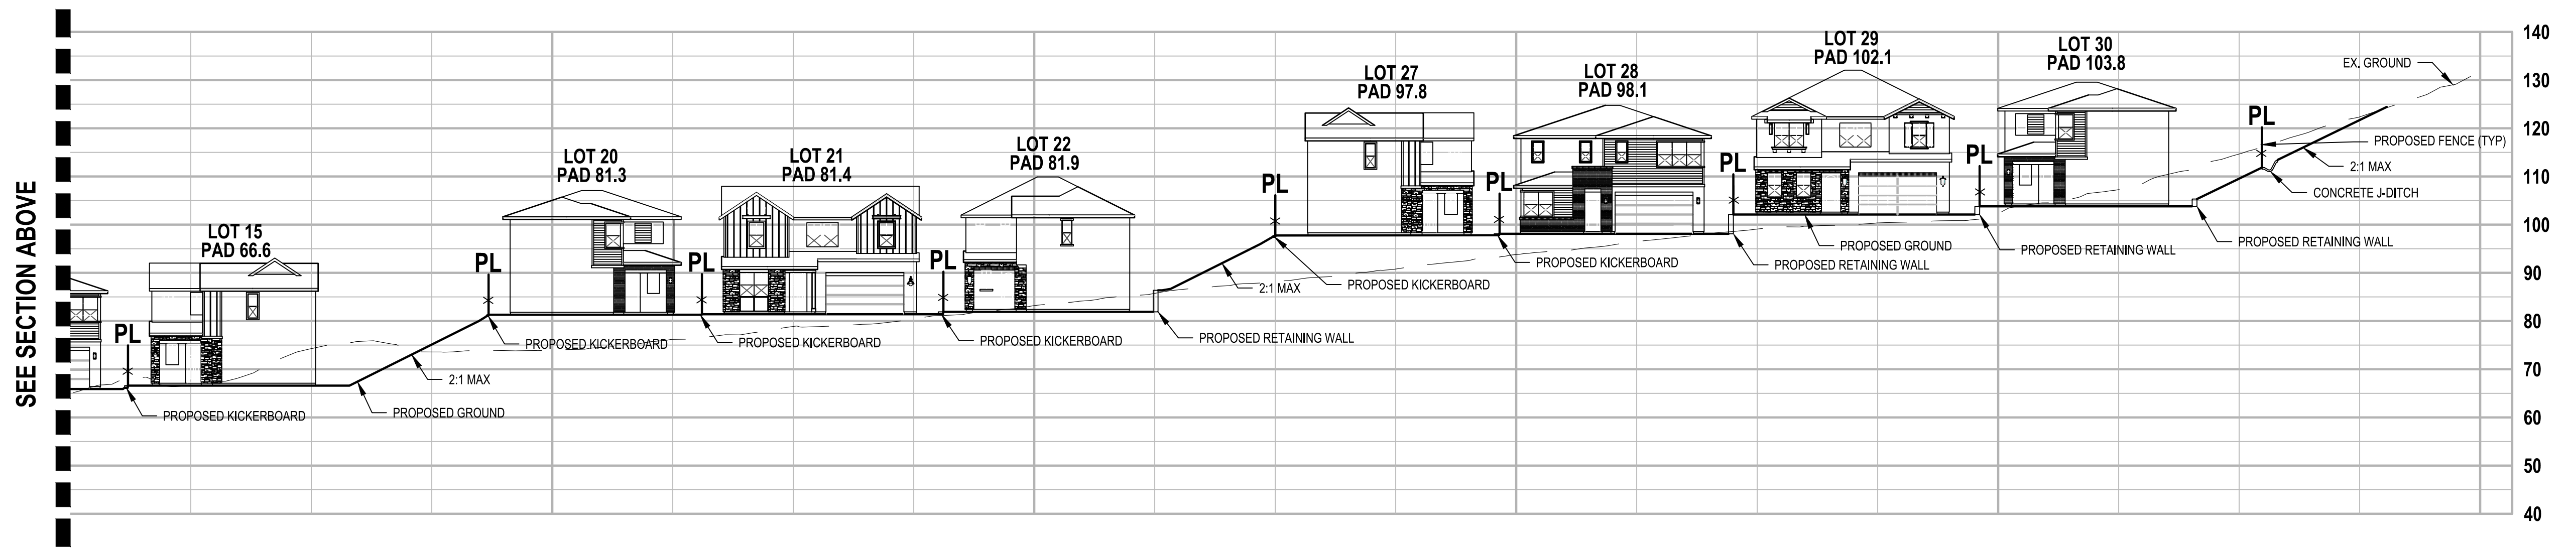 SEE SECTION ABOVE
LOT 15
PAD 66.6
LOT 20
PAD 81.3
LOT 21
PAD 81.4
LOT 22
PAD 81.9
LOT 27
PAD 97.8
LOT 28
PAD 98.1
LOT 29
PAD 102.1
LOT 30
PAD 103.8
PL
PL
PL
PL
PL
PL
PL
PL
PL
PROPOSED KICKERBOARD
PROPOSED GROUND
2:1 MAX
PROPOSED KICKERBOARD
PROPOSED KICKERBOARD
PROPOSED KICKERBOARD
PROPOSED RETAINING WALL
2:1 MAX
PROPOSED KICKERBOARD
PROPOSED KICKERBOARD
PROPOSED RETAINING WALL
PROPOSED GROUND
PROPOSED RETAINING WALL
PROPOSED RETAINING WALL
EX. GROUND
PROPOSED FENCE (TYP)
2:1 MAX
CONCRETE J-DITCH
140
130
120
110
100
90
80
70
60
50
40